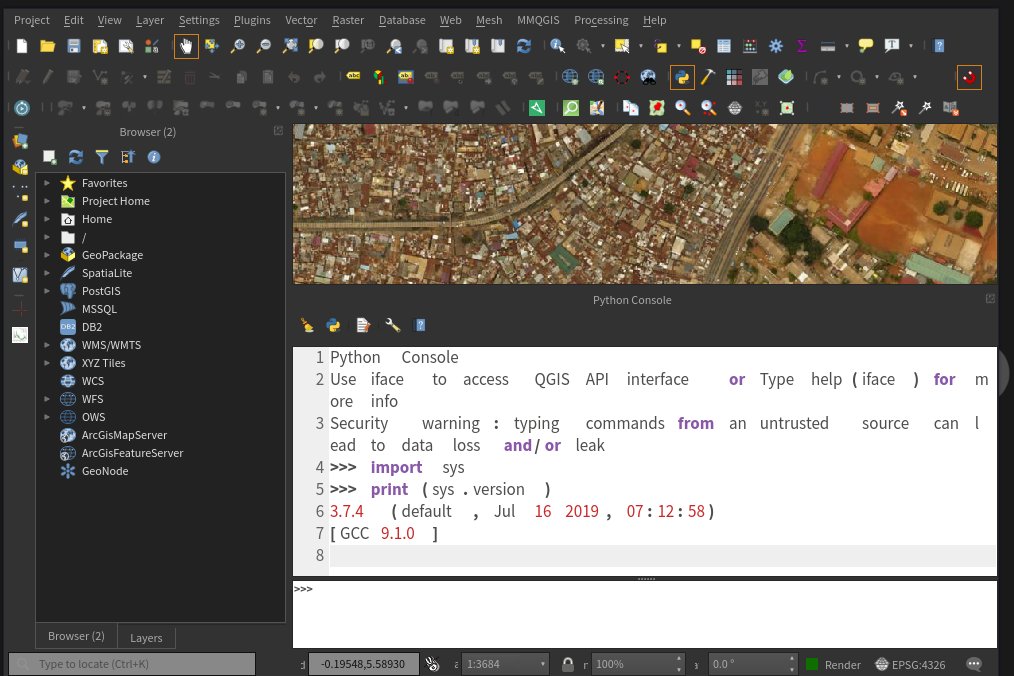 Project Edit View Layer Settings Plugins Vector Raster Database Web Mesh MMQGIS Processing Help
Browser (2)
Favorites
Project Home
Home
/
GeoPackage
SpatiaLite
PostGIS
MSSQL
DB2 DB2
WMS/WMTS
XYZ Tiles
WCS
WFS
OWS
ArcGisMapServer
ArcGisFeatureServer
GeoNode
Browser (2) Layers
Python Console
1 Python Console
2 Use iface to access QGIS API interface or Type help (iface ) for m
ore info
3 Security warning : typing commands from an untrusted source can l
ead to data loss and/or leak
4 >>> import sys
5 >>> print (sys .version )
6 3.7.4 (default , Jul 16 2019 , 07:12:58)
7 [GCC 9.1.0 ]
8
>>>
Type to locate (Ctrl+K) d -0.19548,5.58930 1:3684 100% 0.0 ° Render EPSG:4326